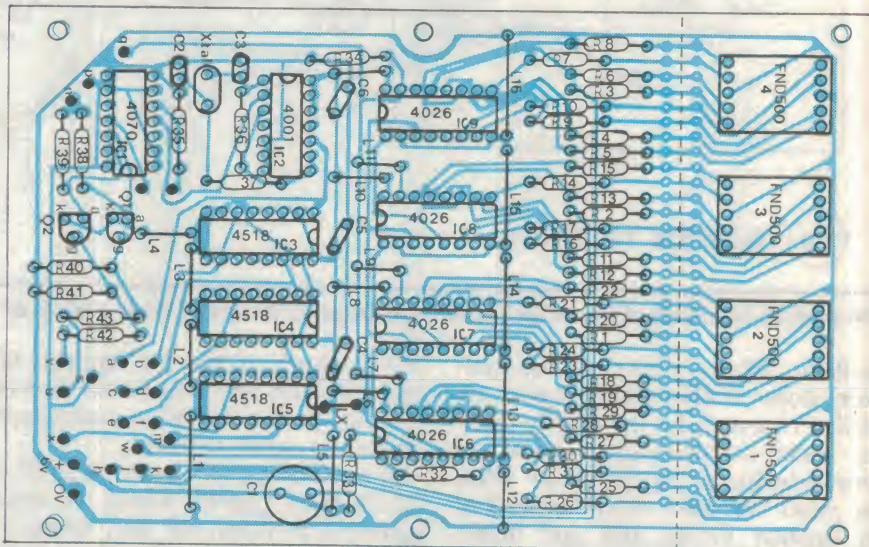 C2
Xtal
C3
R34
C6
4026
IC9
L16
R8
R7
R6
R3
R10
R9
R4
R5
R15
FND500
4
4070
IC1
R35
R36
4001
IC2
37
R39
R38
L11
L10
R14
R13
R2
R17
R16
R11
R12
R22
FND500
3
Q2
Q1
k
g
a
g
L4
4518
IC3
C5
4026
IC8
L15
R40
R41
L3
4518
IC4
L9
L8
4026
IC7
L14
R21
R20
R1
R24
R23
R18
R19
R29
FND500
2
R43
R42
L2
C4
L7
4518
IC5
LX
4026
IC6
L13
R28
R27
R30
R31
R25
R26
FND500
1
v
a
b
s
u
c
d
e
f
x
w
m
+
9V
h
k
0V
L1
C1
L5
R33
R32
L12